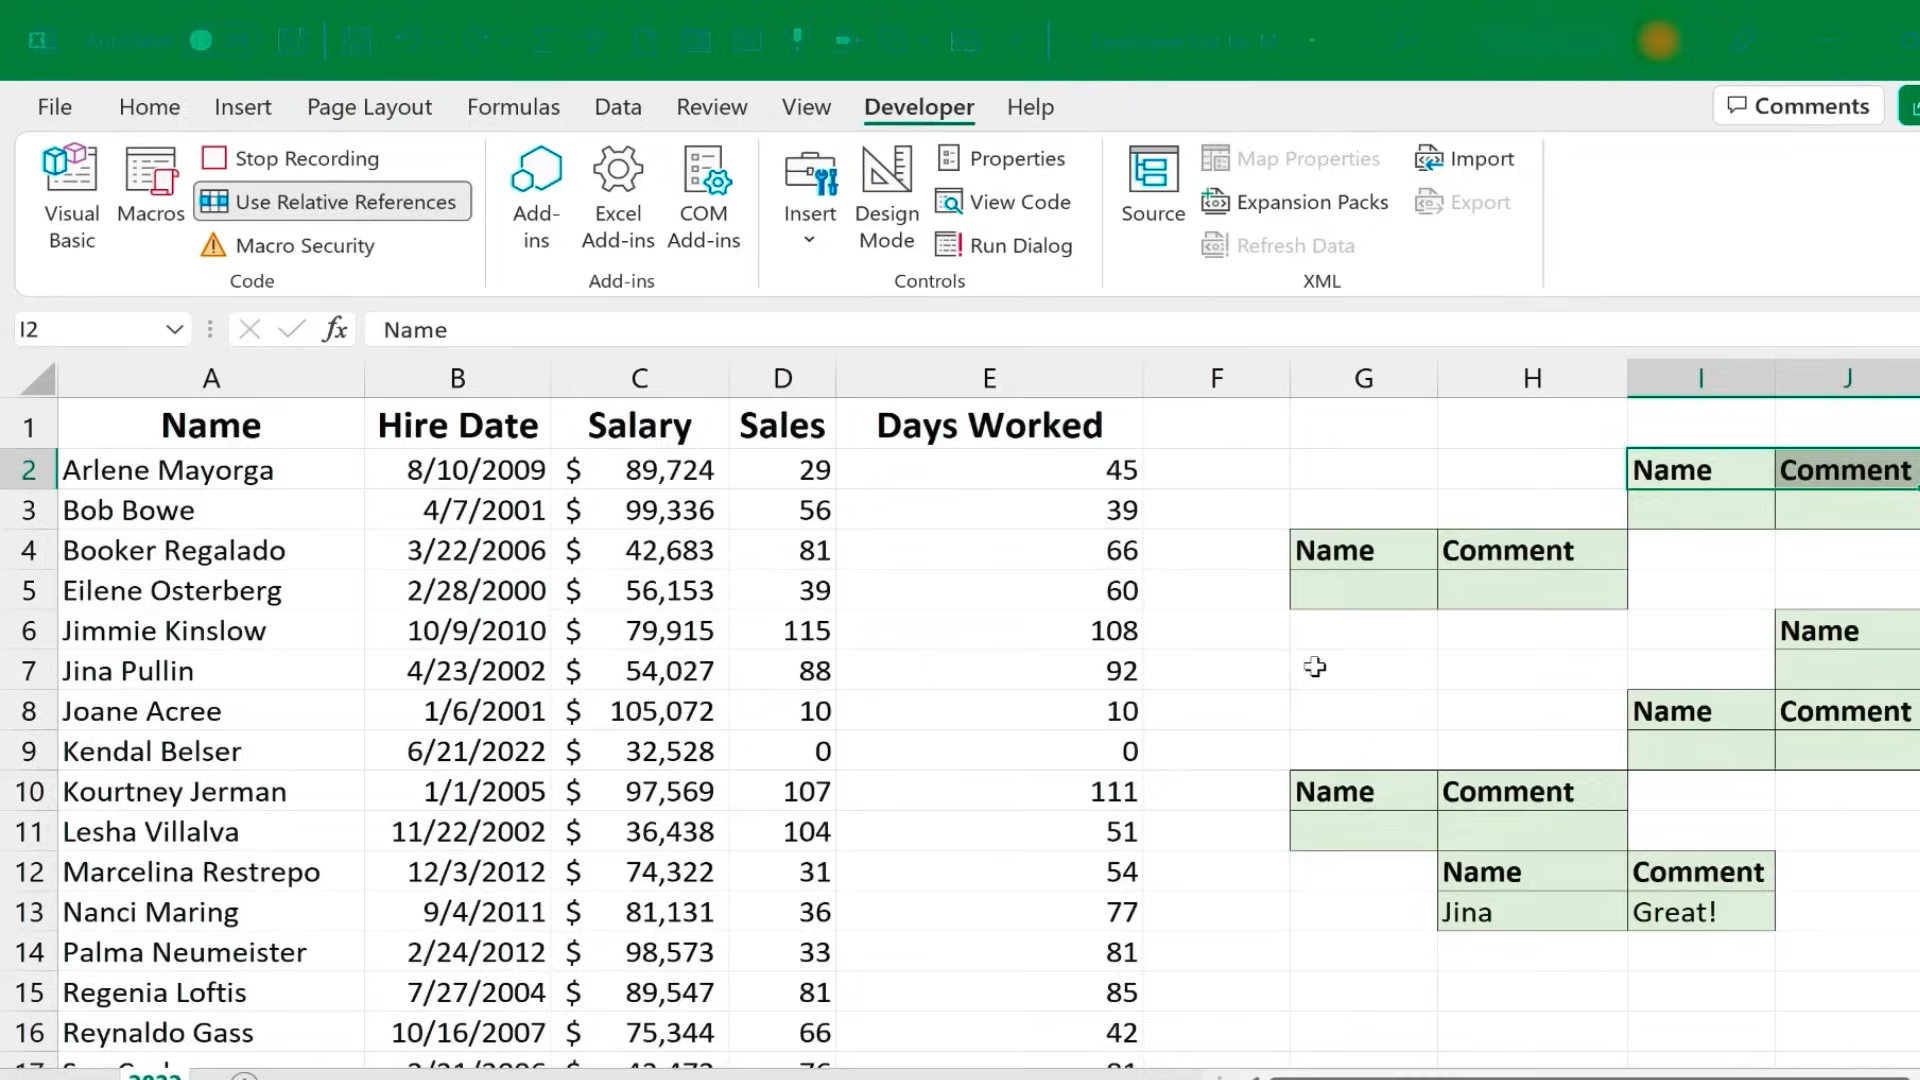 File Home Insert Page Layout Formulas Data Review View Developer Help Comments
Visual Basic
Macros
Stop Recording
Use Relative References
Macro Security
Code
Add-ins
Excel Add-ins
COM Add-ins
Add-ins
Insert
Design Mode
Properties
View Code
Run Dialog
Controls
Source
Map Properties
Expansion Packs
Refresh Data
Import
Export
XML
I2 fx Name
A B C D E F G H I J
1 Name Hire Date Salary Sales Days Worked
2 Arlene Mayorga 8/10/2009 $ 89,724 29 45 Name Comment
3 Bob Bowe 4/7/2001 $ 99,336 56 39
4 Booker Regalado 3/22/2006 $ 42,683 81 66 Name Comment
5 Eilene Osterberg 2/28/2000 $ 56,153 39 60
6 Jimmie Kinslow 10/9/2010 $ 79,915 115 108 Name
7 Jina Pullin 4/23/2002 $ 54,027 88 92
8 Joane Acree 1/6/2001 $ 105,072 10 10 Name Comment
9 Kendal Belser 6/21/2022 $ 32,528 0 0
10 Kourtney Jerman 1/1/2005 $ 97,569 107 111 Name Comment
11 Lesha Villalva 11/22/2002 $ 36,438 104 51
12 Marcelina Restrepo 12/3/2012 $ 74,322 31 54 Name Comment
13 Nanci Maring 9/4/2011 $ 81,131 36 77 Jina Great!
14 Palma Neumeister 2/24/2012 $ 98,573 33 81
15 Regenia Loftis 7/27/2004 $ 89,547 81 85
16 Reynaldo Gass 10/16/2007 $ 75,344 66 42